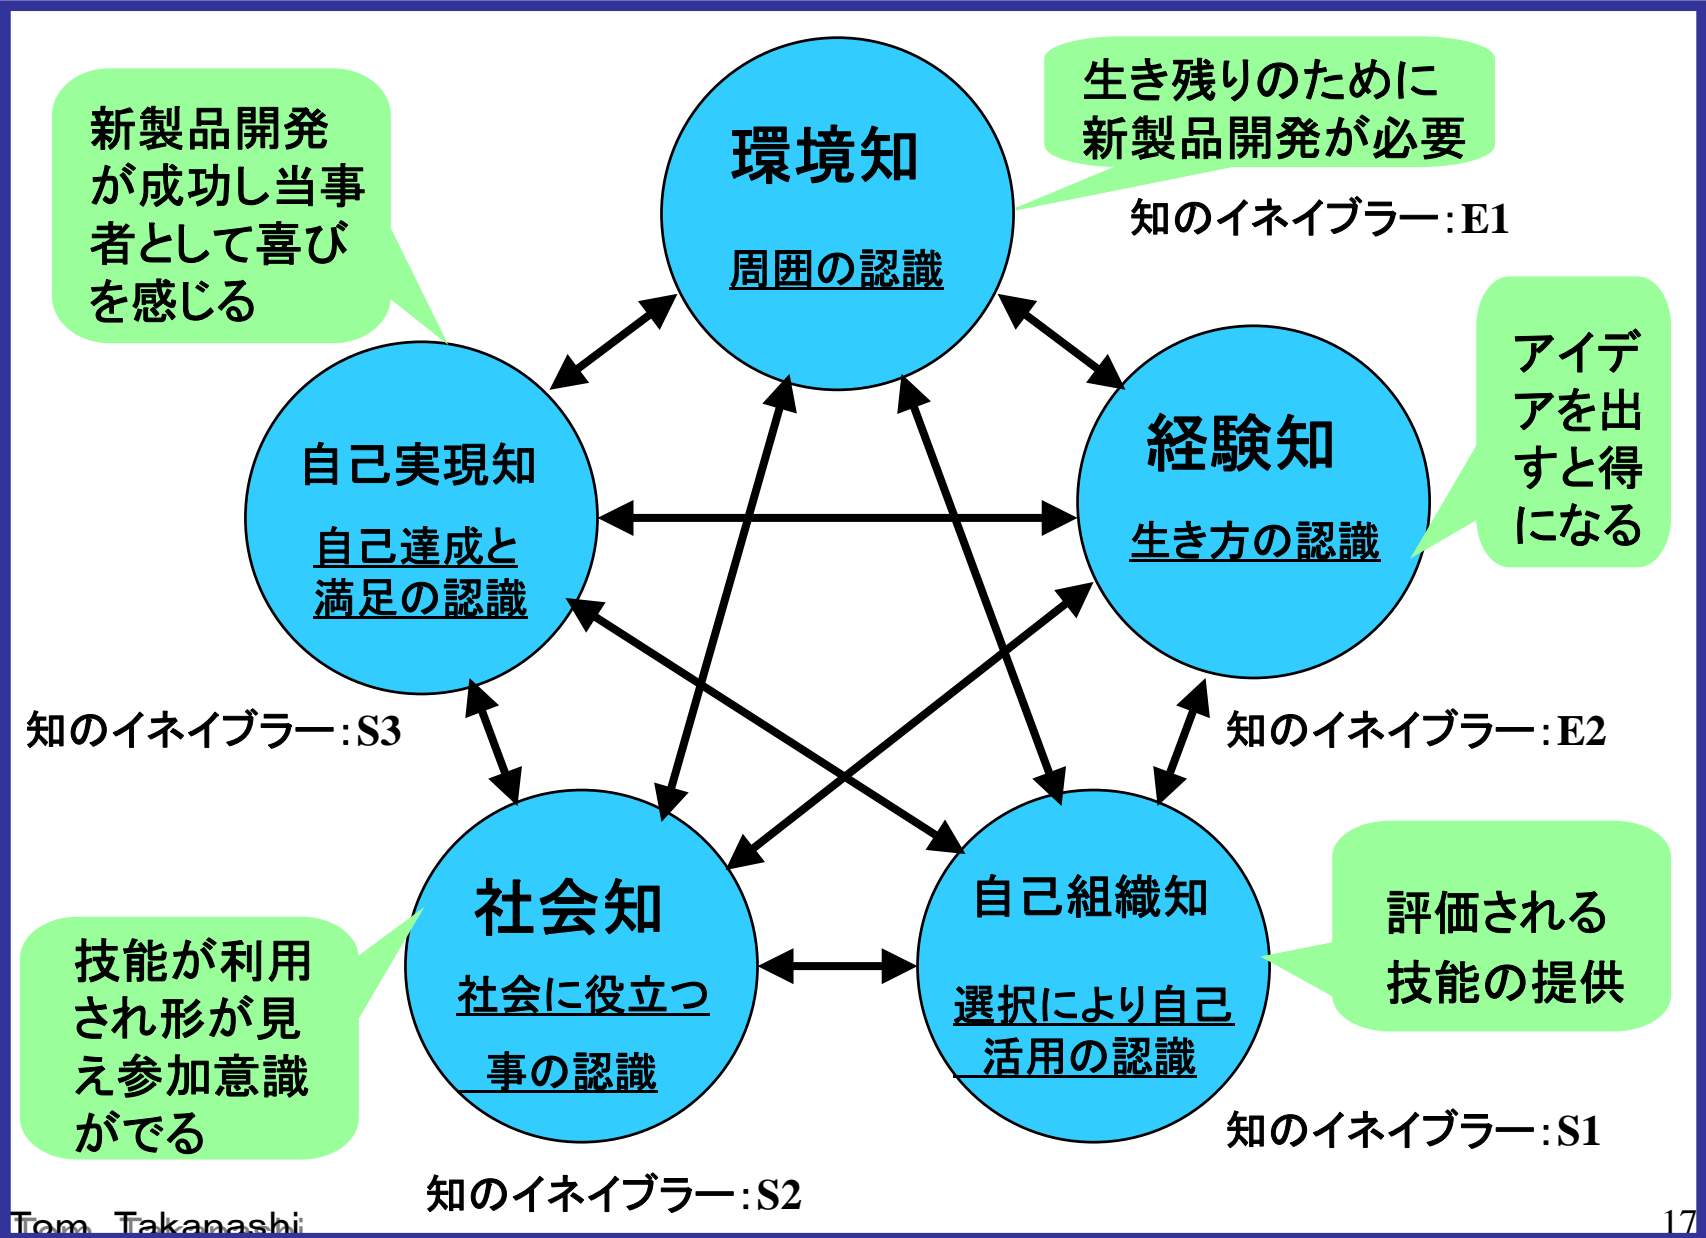 新製品開発
が成功し当事
者として喜び
を感じる
環境知
周囲の認識
生き残りのために
新製品開発が必要
知のイネイブラー:E1
アイデ
アを出
すと得
になる
経験知
生き方の認識
自己実現知
自己達成と
満足の認識
知のイネイブラー:S3
知のイネイブラー:E2
社会知
社会に役立つ
事の認識
自己組織知
選択により自己
活用の認識
評価される
技能の提供
技能が利用
され形が見
え参加意識
がでる
知のイネイブラー:S1
知のイネイブラー:S2
Tom Takanashi
17